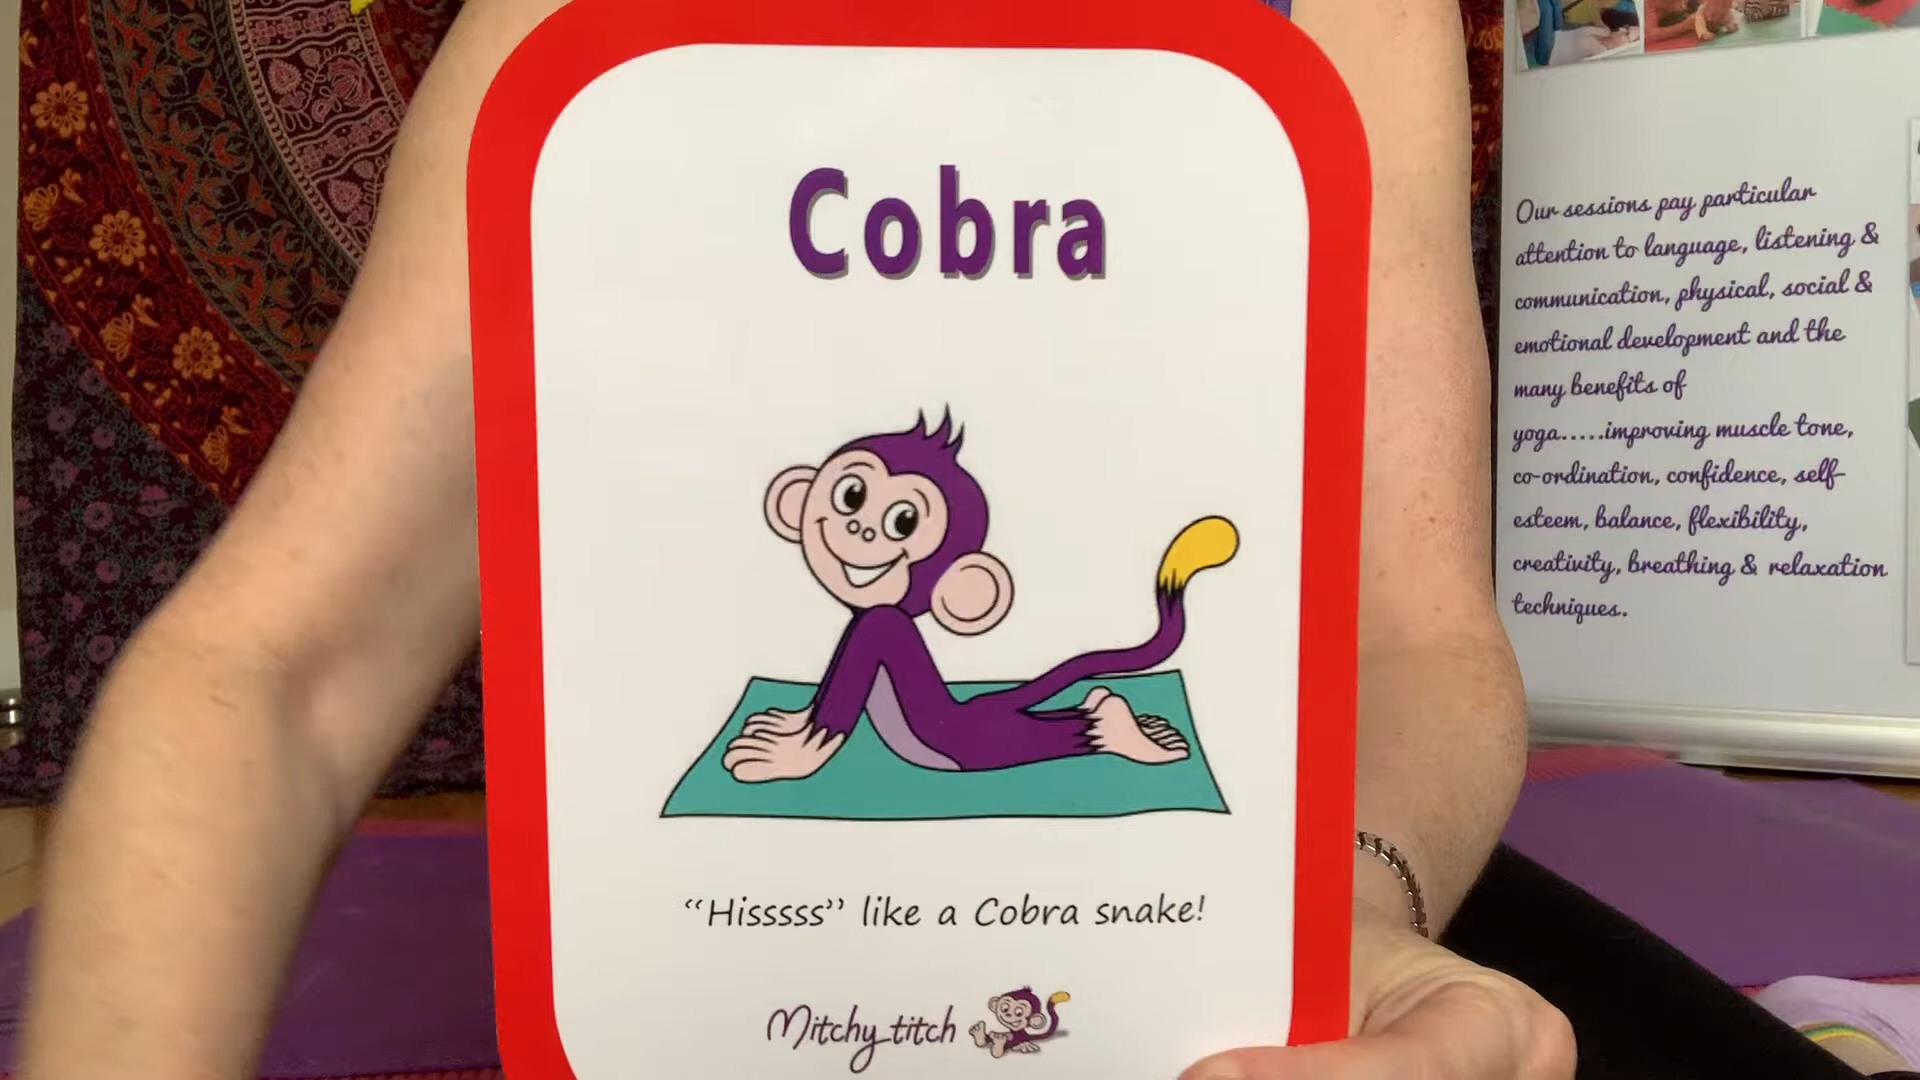 Cobra
“Hisssss” like a Cobra snake!
Mitchy titch
Our sessions pay particular
attention to language, listening &
communication, physical, social &
emotional development and the
many benefits of
yoga.....improving muscle tone,
co-ordination, confidence, self-
esteem, balance, flexibility,
creativity, breathing & relaxation
techniques.